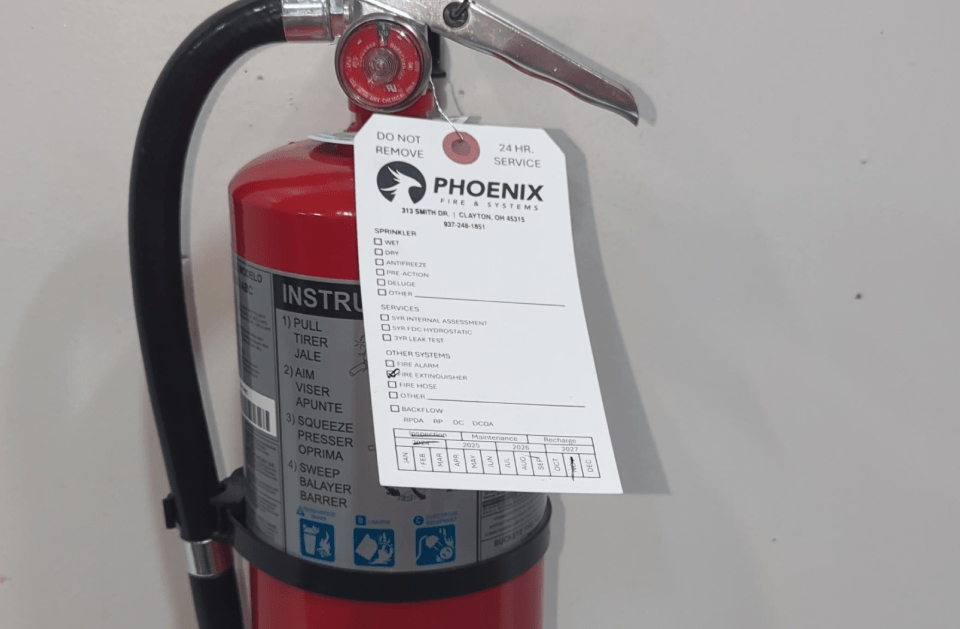 DO NOT
REMOVE
24 HR.
SERVICE
PHOENIX
FIRE & SYSTEMS
313 SMITH DR. | CLAYTON, OH 45315
937-248-1851
SPRINKLER
WET
DRY
ANTIFREEZE
PRE-ACTION
DELUGE
OTHER
SERVICES
5YR INTERNAL ASSESSMENT
5YR FDC HYDROSTATIC
3YR LEAK TEST
OTHER SYSTEMS
FIRE ALARM
FIRE EXTINGUISHER
FIRE HOSE
OTHER
BACKFLOW
RPDA RP DC DCDA
Inspection Maintenance Recharge
2024 2025 2026 2027
JAN FEB MAR APR MAY JUN JUL AUG SEP OCT NOV DEC
INSTRU
1) PULL
TIRER
JALE
2) AIM
VISER
APUNTE
3) SQUEEZE
PRESSER
OPRIMA
4) SWEEP
BALAYER
BARRER
B
C